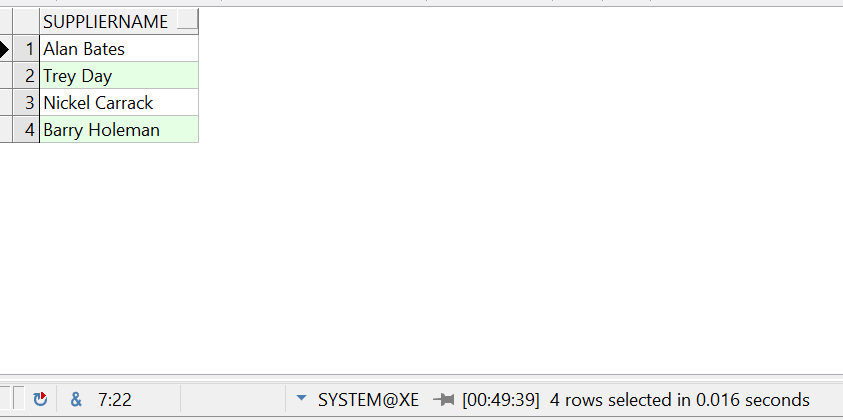 SUPPLIERNAME
1 Alan Bates
2 Trey Day
3 Nickel Carrack
4 Barry Holeman
& 7:22 SYSTEM@XE [00:49:39] 4 rows selected in 0.016 seconds